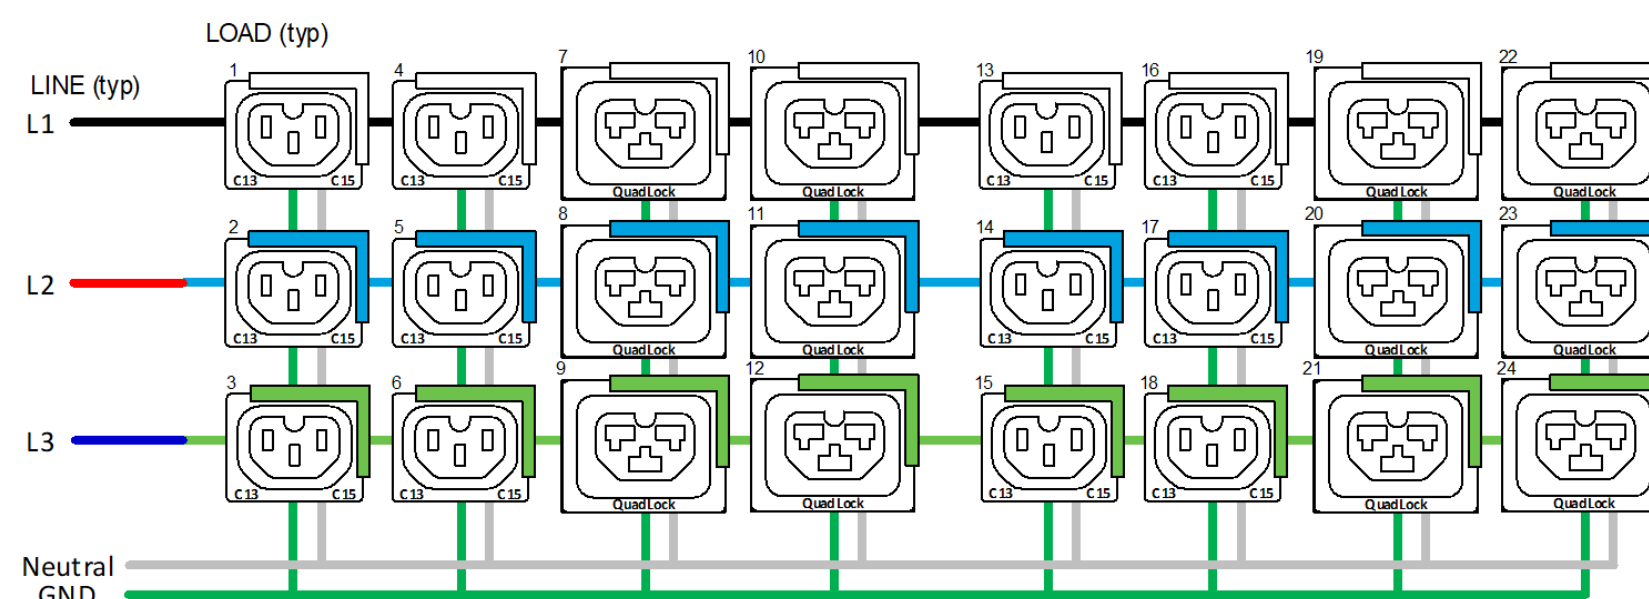 LOAD (typ)
LINE (typ)
1 4 7 10 13 16 19 22
L1
C13 C15 C13 C15 QuadLock QuadLock C13 C15 C13 C15 QuadLock QuadLock
2 5 8 11 14 17 20 23
L2
C13 C15 C13 C15 QuadLock QuadLock C13 C15 C13 C15 QuadLock QuadLock
3 6 9 12 15 18 21 24
L3
C13 C15 C13 C15 QuadLock QuadLock C13 C15 C13 C15 QuadLock QuadLock
Neutral
GND